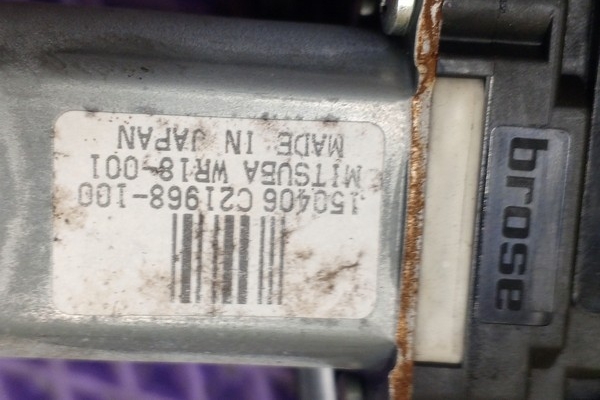 150406 C21968-100
MITSUBA WR18-001
MADE IN JAPAN
brose